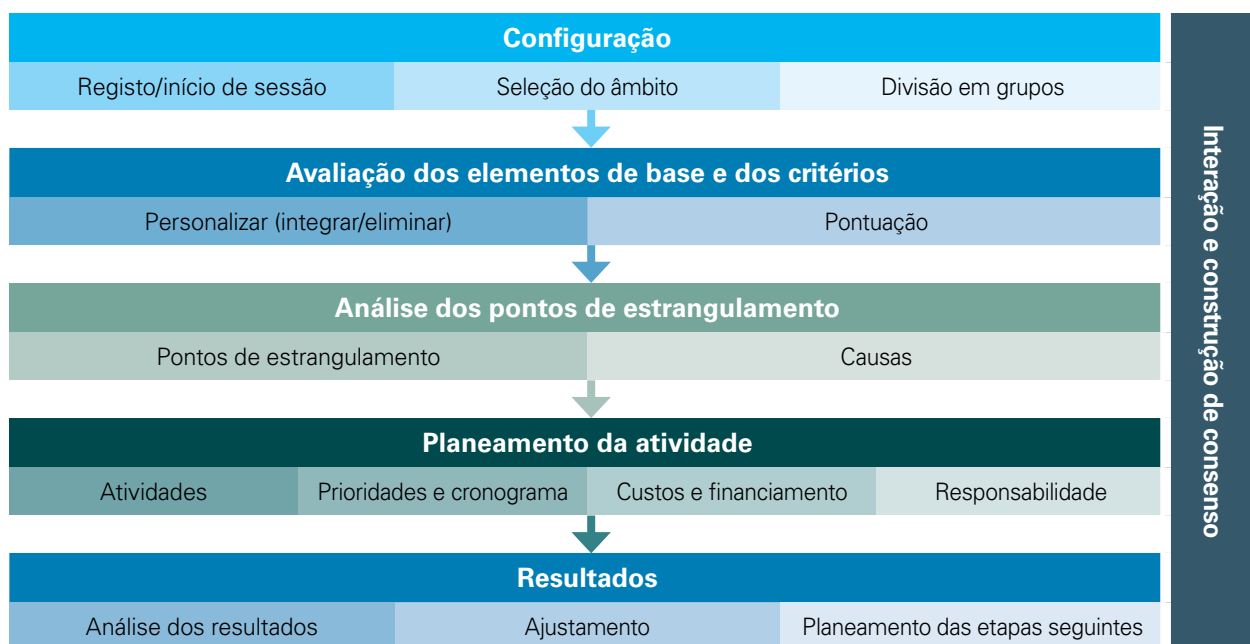 Configuração
Registo/início de sessão
Seleção do âmbito
Divisão em grupos
Avaliação dos elementos de base e dos critérios
Personalizar (integrar/eliminar)
Pontuação
Análise dos pontos de estrangulamento
Pontos de estrangulamento
Causas
Planeamento da atividade
Atividades
Prioridades e cronograma
Custos e financiamento
Responsabilidade
Resultados
Análise dos resultados
Ajustamento
Planeamento das etapas seguintes
Interação e construção de consenso